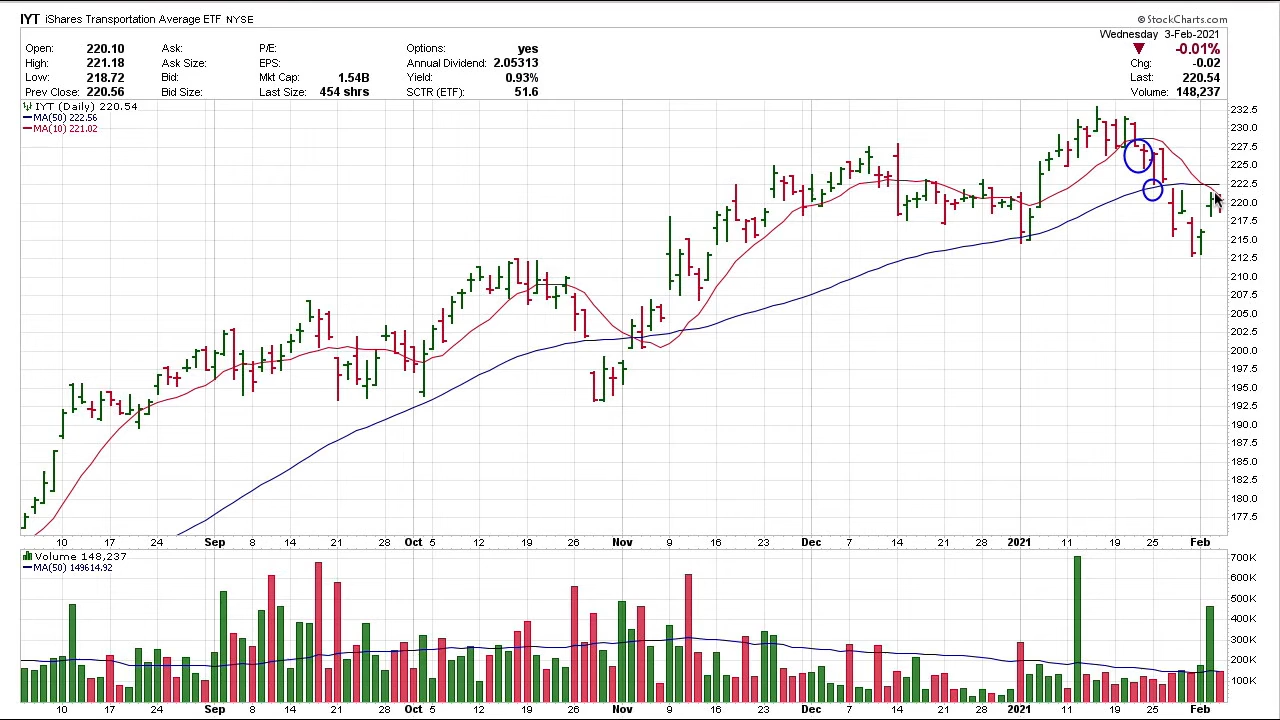 IYT iShares Transportation Average ETF NYSE
© StockCharts.com
Wednesday 3-Feb-2021
Open: 220.10 Ask: P/E: Options: yes ▼ -0.01%
High: 221.18 Ask Size: EPS: Annual Dividend: 2.05313 Chg: -0.02
Low: 218.72 Bid: Mkt Cap: 1.54B Yield: 0.93% Last: 220.54
Prev Close: 220.56 Bid Size: Last Size: 454 shrs SCTR (ETF): 51.6 Volume: 148,237
IYT (Daily) 220.54
MA(50) 222.56
MA(10) 221.02
232.5
230.0
227.5
225.0
222.5
220.0
217.5
215.0
212.5
210.0
207.5
205.0
202.5
200.0
197.5
195.0
192.5
190.0
187.5
185.0
182.5
180.0
177.5
10 17 24 Sep 8 14 21 28 Oct 5 12 19 26 Nov 9 16 23 Dec 7 14 21 28 2021 11 19 25 Feb
Volume 148,237
MA(50) 149614.92
700K
600K
500K
400K
300K
200K
100K
10 17 24 Sep 8 14 21 28 Oct 5 12 19 26 Nov 9 16 23 Dec 7 14 21 28 2021 11 19 25 Feb